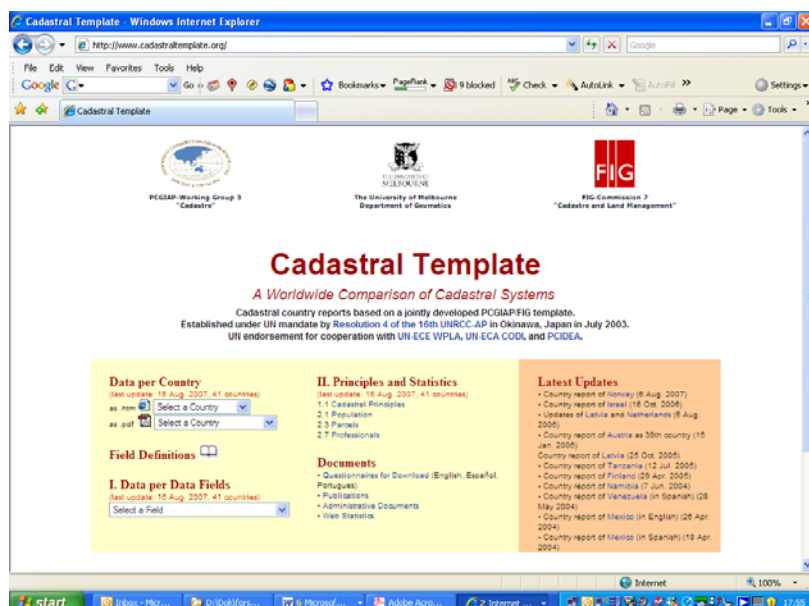 Cadastral Template - Windows Internet Explorer
http://www.cadastraltemplate.org/
Google
File Edit View Favorites Tools Help
Google G Go Bookmarks PageRank 9 blocked Check AutoLink AutoFill Settings
Cadastral Template
Page Tools
THE UNIVERSITY OF
MELBOURNE
FIG
PCGIAP-Working Group 3
"Cadastre"
The University of Melbourne
Department of Geomatics
FIG-Commission 7
"Cadastre and Land Management"
Cadastral Template
A Worldwide Comparison of Cadastral Systems
Cadastral country reports based on a jointly developed PCGIAP/FIG template.
Established under UN mandate by Resolution 4 of the 16th UNRCC-AP in Okinawa, Japan in July 2003.
UN endorsement for cooperation with UN-ECE WPLA, UN-ECA CODI, and PCIDEA.
Data per Country
(last update: 16 Aug. 2007, 41 countries)
as .htm Select a Country
as .pdf Select a Country
Field Definitions
I. Data per Data Fields
(last update: 16 Aug. 2007, 41 countries)
Select a Field
II. Principles and Statistics
(last update: 16 Aug. 2007, 41 countries)
1.1 Cadastral Principles
2.1 Population
2.3 Parcels
2.7 Professionals
Documents
• Questionnaires for Download (English, Español,
Portugues).
• Publications
• Administrative Documents
• Web Statistics
Latest Updates
• Country report of Norway (6 Aug. 2007)
• Country report of Israel (16 Oct. 2006)
• Updates of Latvia and Netherlands (6 Aug.
2006)
• Country report of Austria as 39th country (15
Jan. 2006)
Country report of Latvia (25 Oct. 2005)
• Country report of Tanzania (12 Jul. 2005)
• Country report of Finland (29 Apr. 2005)
• Country report of Namibia (7 Jun. 2004)
• Country report of Venezuela (in Spanish) (28
May 2004)
• Country report of Mexico (in English) (26 Apr.
2004)
• Country report of Mexico (in Spanish) (18 Apr.
2004)
Internet 100%
start Inbox - Micr... D:\Dok\fors... 6 Microsof... Adobe Acro... 2 Internet ...